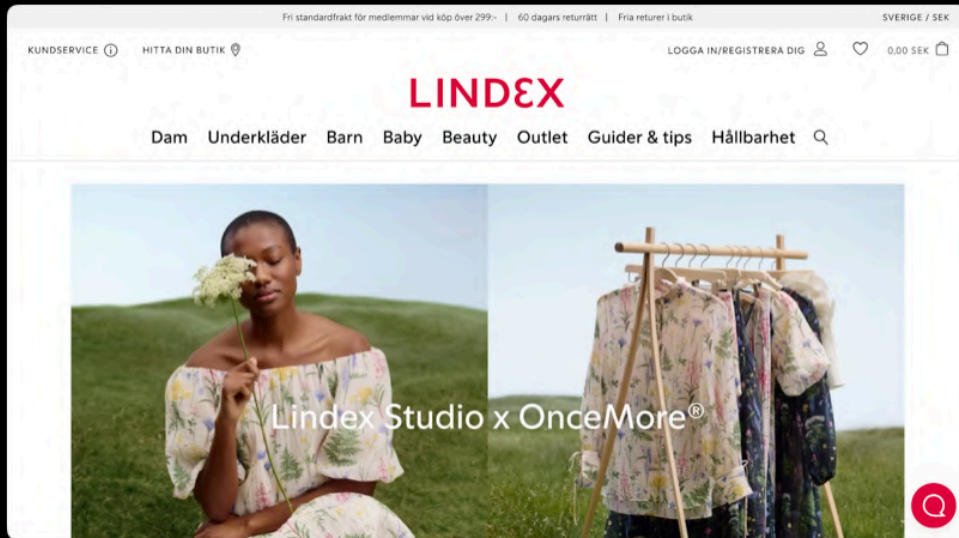 Fri standardfrakt för medlemmar vid köp över 299:- | 60 dagars returrätt | Fria returer i butik
SVERIGE / SEK
KUNDSERVICE
HITTA DIN BUTIK
LOGGA IN/REGISTRERA DIG
0,00 SEK
LINDEX
Dam Underkläder Barn Baby Beauty Outlet Guider & tips Hållbarhet
Lindex Studio x OnceMore®